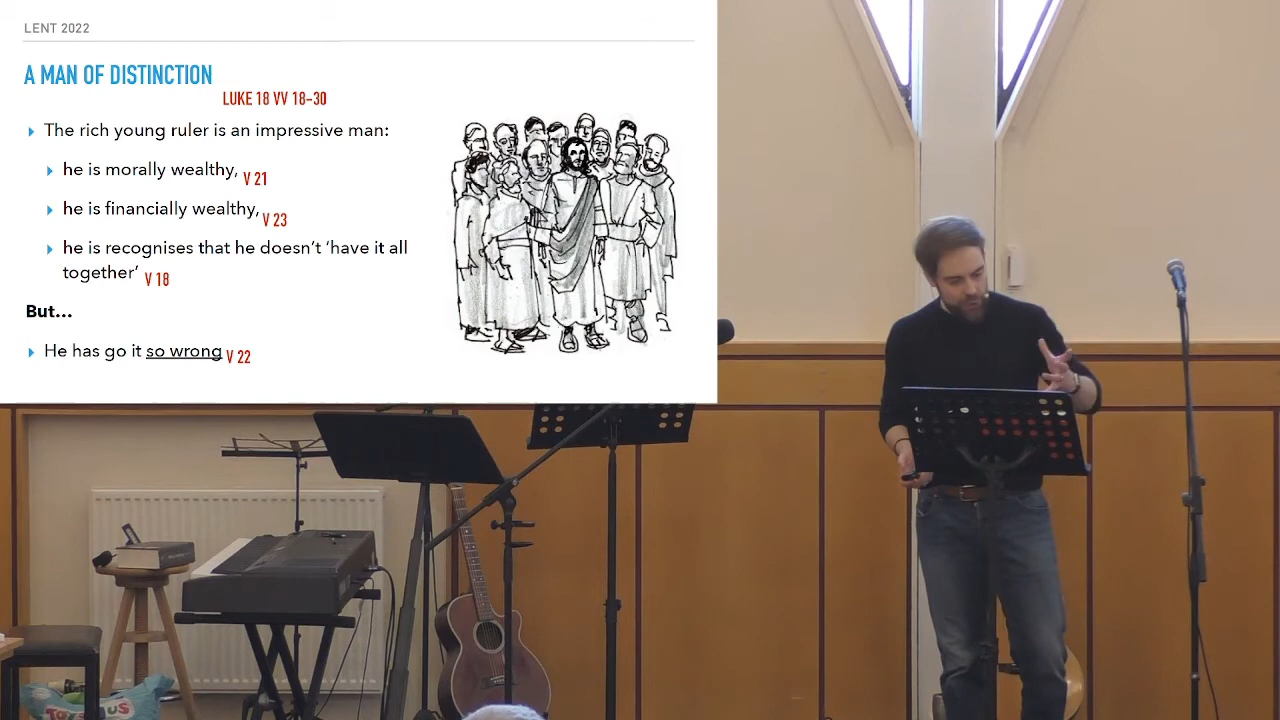 LENT 2022
A MAN OF DISTINCTION
LUKE 18 VV 18-30
The rich young ruler is an impressive man:
he is morally wealthy, V 21
he is financially wealthy, V 23
he is recognises that he doesn't 'have it all
together' V 18
But...
He has go it so wrong V 22